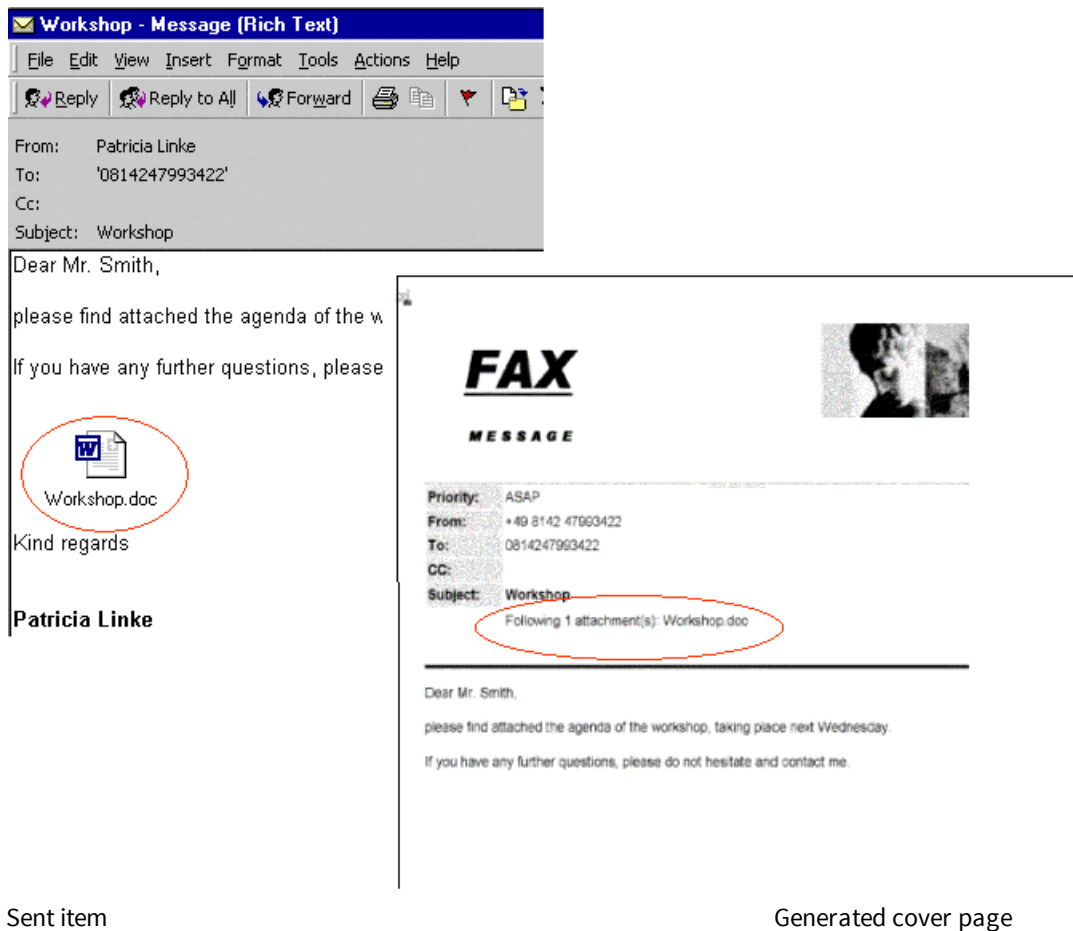 Workshop - Message (Rich Text)
File Edit View Insert Format Tools Actions Help
Reply Reply to All Forward
From: Patricia Linke
To: '0814247993422'
Cc:
Subject: Workshop
Dear Mr. Smith,
please find attached the agenda of the w
If you have any further questions, please
Workshop.doc
Kind regards
Patricia Linke
FAX
MESSAGE
Priority: ASAP
From: +49 8142 47993422
To: 0814247993422
CC:
Subject: Workshop
Following 1 attachment(s): Workshop.doc
Dear Mr. Smith,
please find attached the agenda of the workshop, taking place next Wednesday.
If you have any further questions, please do not hesitate and contact me.
Sent item
Generated cover page